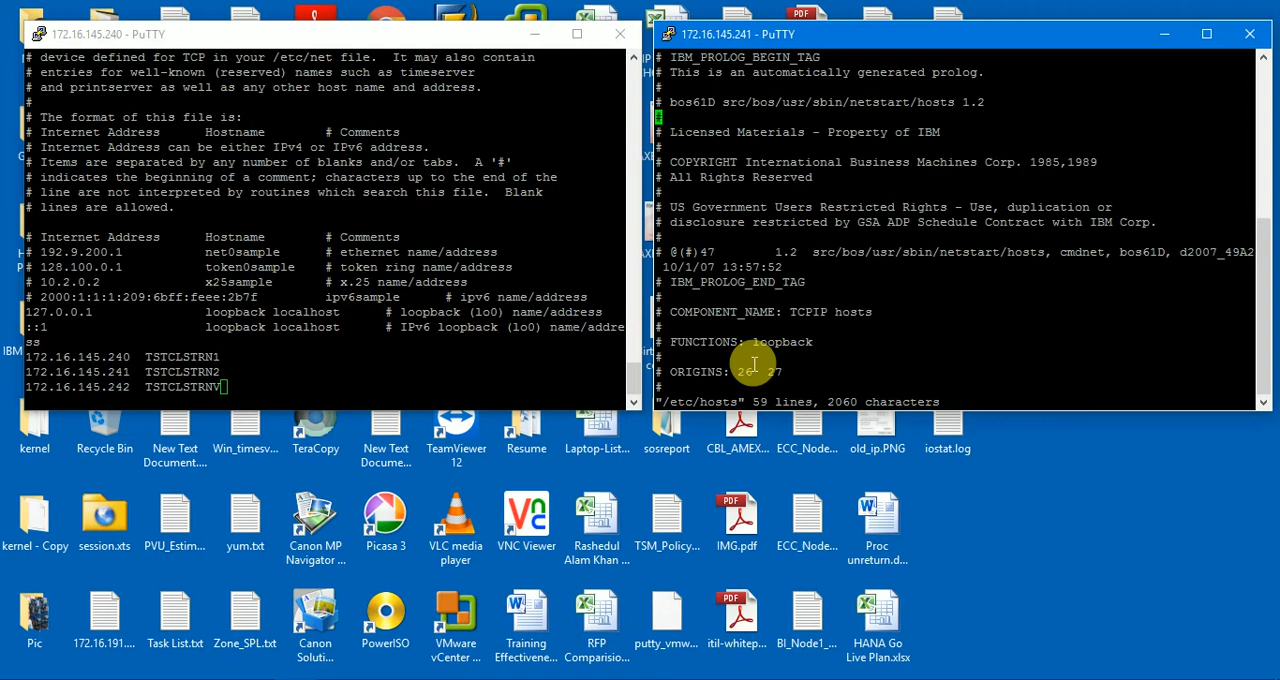 172.16.145.240 - PuTTY
# device defined for TCP in your /etc/net file.  It may also contain
# entries for well-known (reserved) names such as timeserver
# and printserver as well as any other host name and address.
#
# The format of this file is:
# Internet Address      Hostname        # Comments
# Internet Address can be either IPv4 or IPv6 address.
# Items are separated by any number of blanks and/or tabs.  A '#'
# indicates the beginning of a comment; characters up to the end of the
# line are not interpreted by routines which search this file.  Blank
# lines are allowed.
# Internet Address      Hostname        # Comments
# 192.9.200.1           net0sample      # ethernet name/address
# 128.100.0.1           token0sample    # token ring name/address
# 10.2.0.2              x25sample       # x.25 name/address
# 2000:1:1:1:209:6bff:feee:2b7f         ipv6sample      # ipv6 name/address
127.0.0.1               loopback localhost      # loopback (lo0) name/address
::1                     loopback localhost      # IPv6 loopback (lo0) name/addre
ss
172.16.145.240  TSTCLSTRN1
172.16.145.241  TSTCLSTRN2
172.16.145.242  TSTCLSTRNV
172.16.145.241 - PuTTY
# IBM_PROLOG_BEGIN_TAG
# This is an automatically generated prolog.
#
# bos61D src/bos/usr/sbin/netstart/hosts 1.2
#
# Licensed Materials - Property of IBM
#
# COPYRIGHT International Business Machines Corp. 1985,1989
# All Rights Reserved
#
# US Government Users Restricted Rights - Use, duplication or
# disclosure restricted by GSA ADP Schedule Contract with IBM Corp.
#
# @(#)47        1.2  src/bos/usr/sbin/netstart/hosts, cmdnet, bos61D, d2007_49A2
10/1/07 13:57:52
# IBM_PROLOG_END_TAG
#
# COMPONENT_NAME: TCPIP hosts
#
# FUNCTIONS: loopback
#
# ORIGINS: 26  27
#
"/etc/hosts" 59 lines, 2060 characters
kernel
Recycle Bin
New Text
Document....
Win_timesv...
TeraCopy
New Text
Docume...
TeamViewer
12
Resume
Laptop-List...
sosreport
CBL_AMEX...
ECC_Node...
old_ip.PNG
iostat.log
kernel - Copy
session.xts
PVU_Estim...
yum.txt
Canon MP
Navigator ...
Picasa 3
VLC media
player
VNC Viewer
Rashedul
Alam Khan ...
TSM_Policy...
IMG.pdf
ECC_Node...
Proc
unreturn.d...
Pic
172.16.191....
Task List.txt
Zone_SPL.txt
Canon
Soluti...
PowerISO
VMware
vCenter ...
Training
Effectivene...
RFP
Comparision...
putty_vmw...
itil-whitep...
BI_Node1_...
HANA Go
Live Plan.xlsx